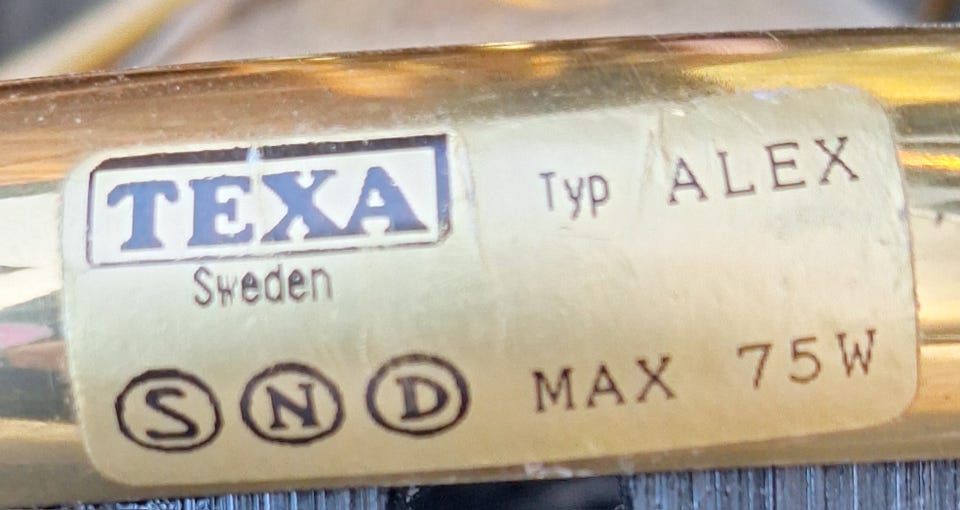 TEXA
Sweden
Typ ALEX
S N D
MAX 75W